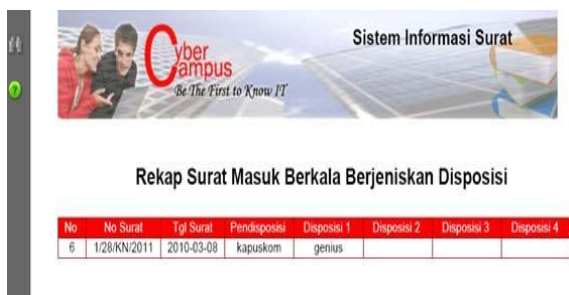 Cyber
Campus
Be The First to Know IT
Sistem Informasi Surat
?
Rekap Surat Masuk Berkala Berjeniskan Disposisi
No No Surat Tgl Surat Pendisposisi Disposisi 1 Disposisi 2 Disposisi 3 Disposisi 4
6 1/28/KN/2011 2010-03-08 kapuskom genius